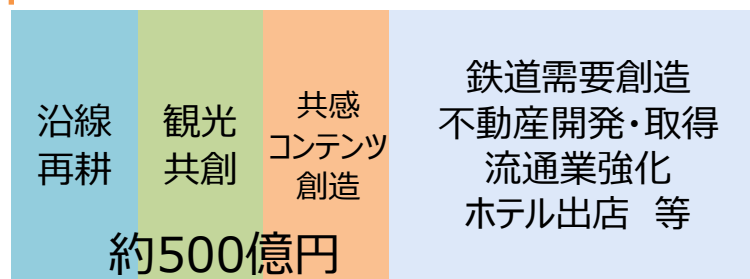 沿線
再耕
観光
共創
共感
コンテンツ
創造
約500億円
鉄道需要創造
不動産開発・取得
流通業強化
ホテル出店　等